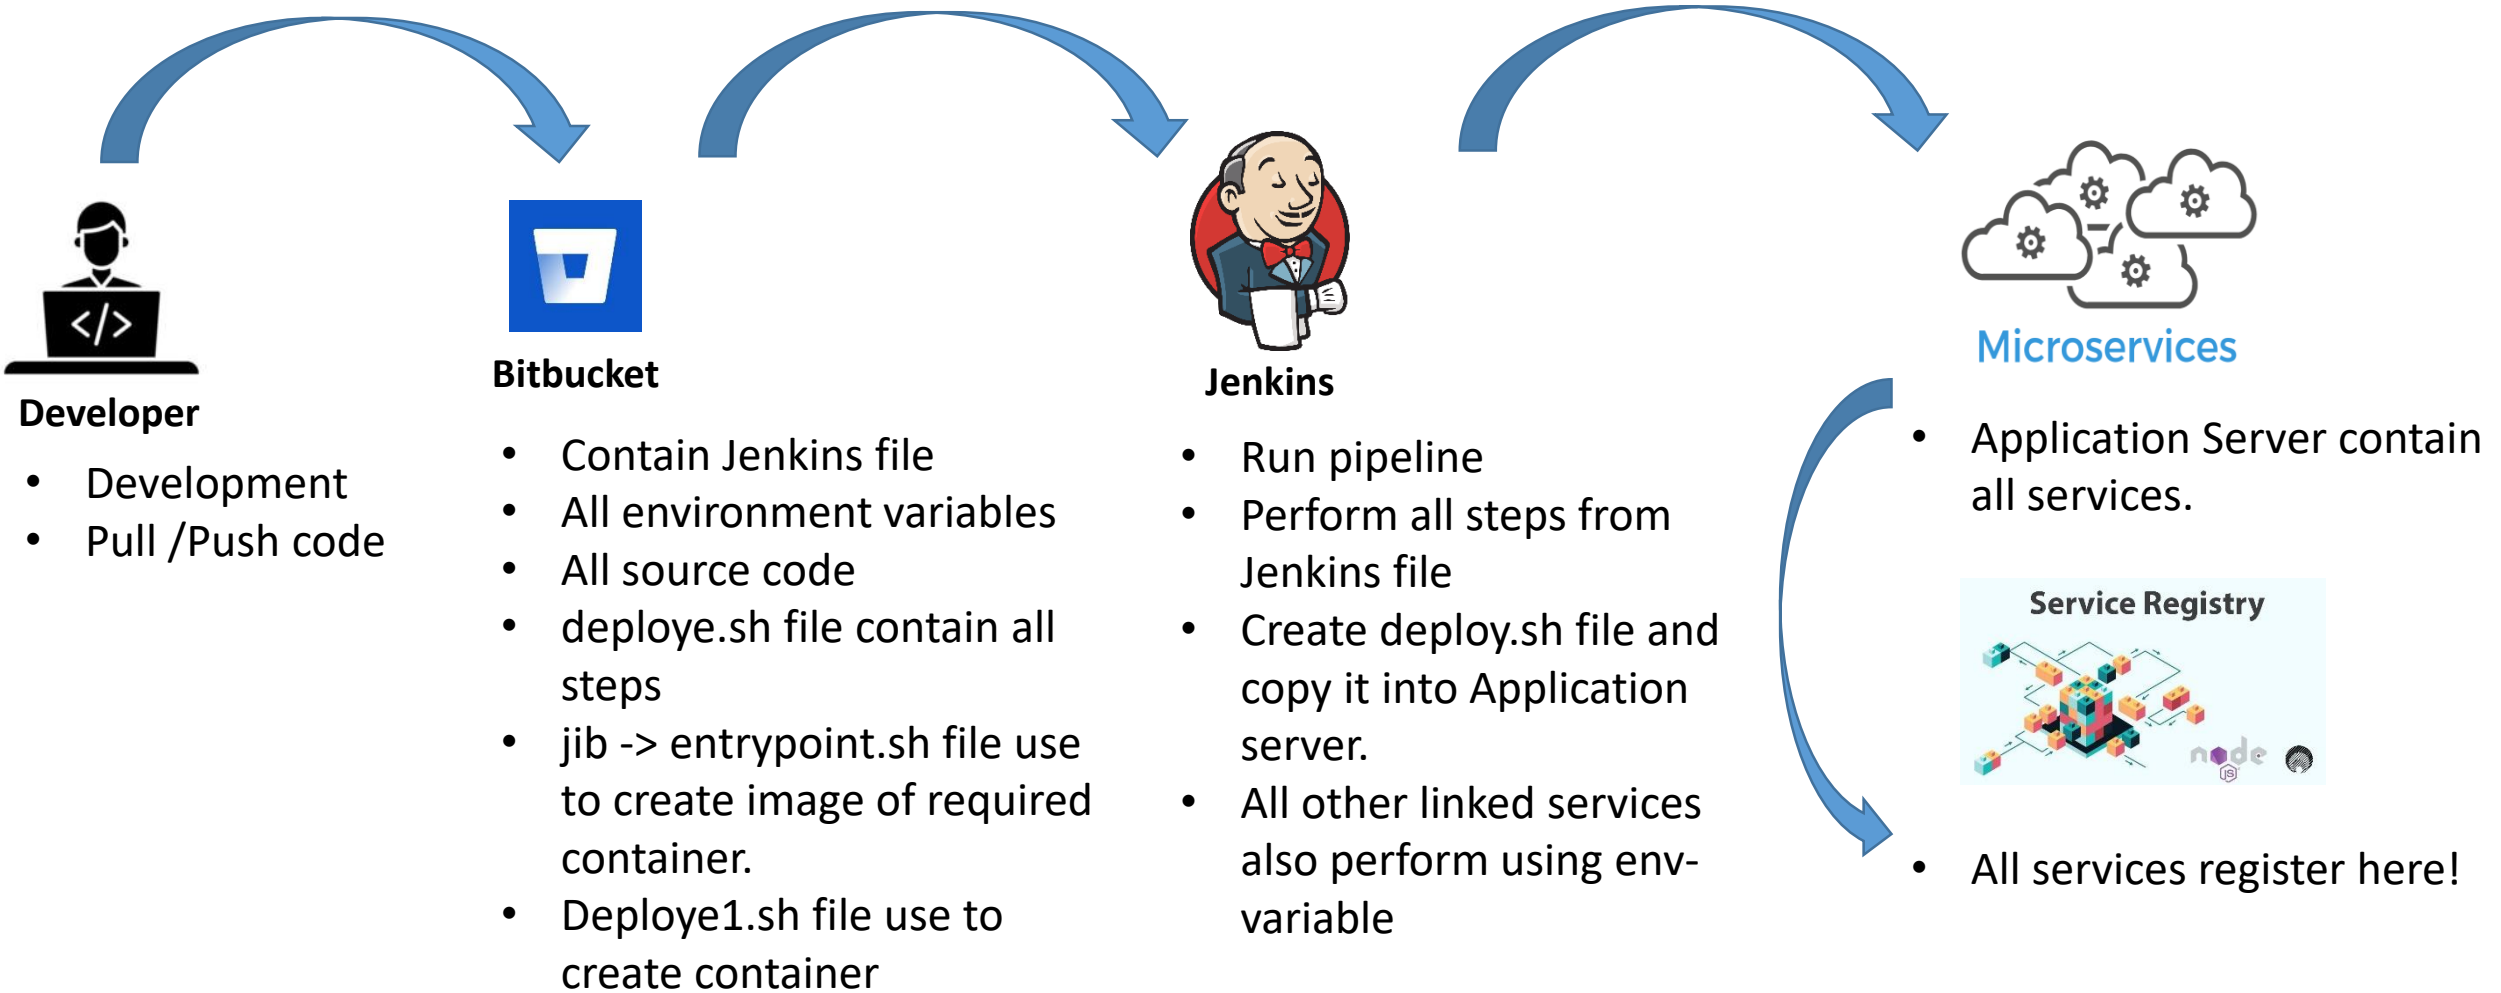 </>
Developer
• Development
• Pull /Push code
Bitbucket
• Contain Jenkins file
• All environment variables
• All source code
• deploye.sh file contain all
steps
• jib -> entrypoint.sh file use
to create image of required
container.
• Deploye1.sh file use to
create container
Jenkins
• Run pipeline
• Perform all steps from
Jenkins file
• Create deploy.sh file and
copy it into Application
server.
• All other linked services
also perform using env-
variable
Microservices
• Application Server contain
all services.
Service Registry
node
JS
• All services register here!